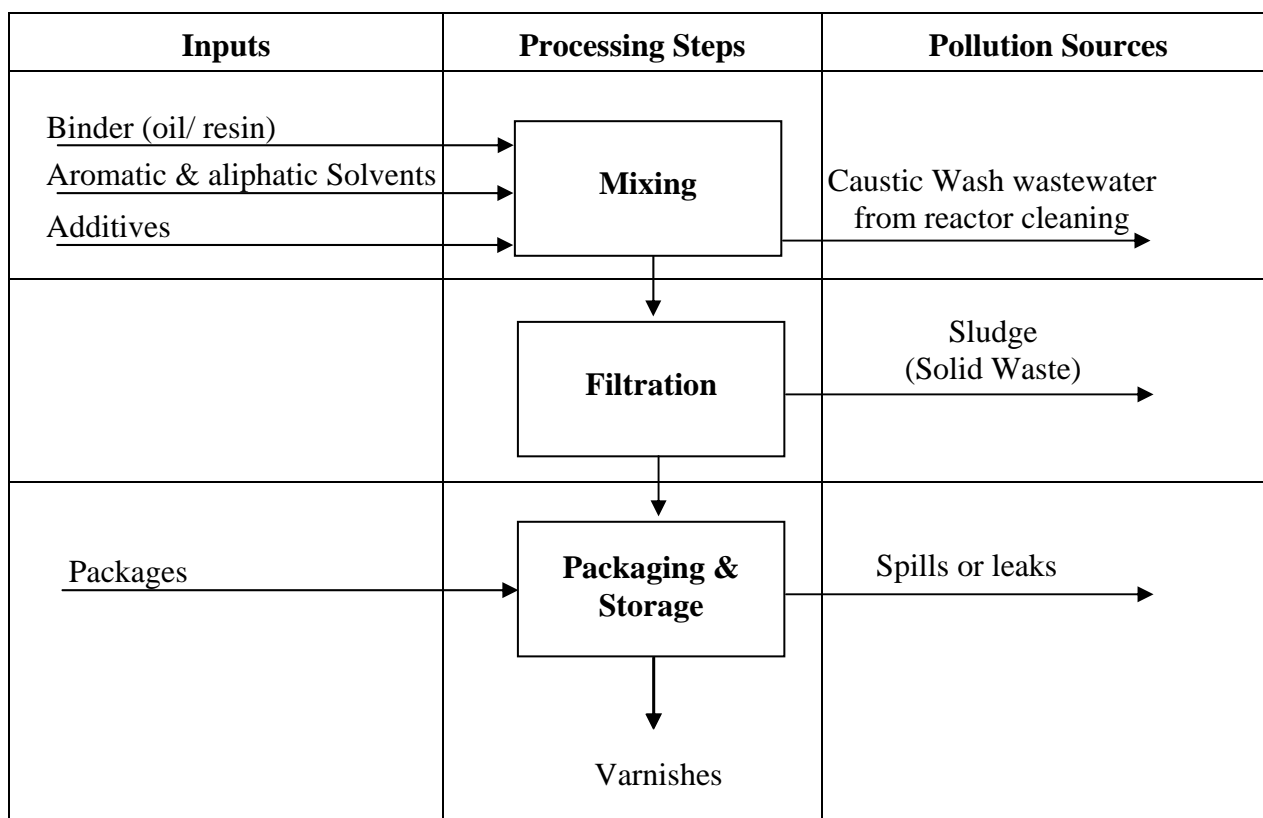 Inputs
Processing Steps
Pollution Sources
Binder (oil/ resin)
Aromatic & aliphatic Solvents
Additives
Mixing
Caustic Wash wastewater
from reactor cleaning
Filtration
Sludge
(Solid Waste)
Packages
Packaging &
Storage
Spills or leaks
Varnishes